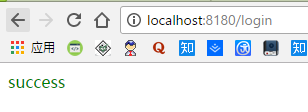 localhost:8180/login
应用
Q
知
知
success